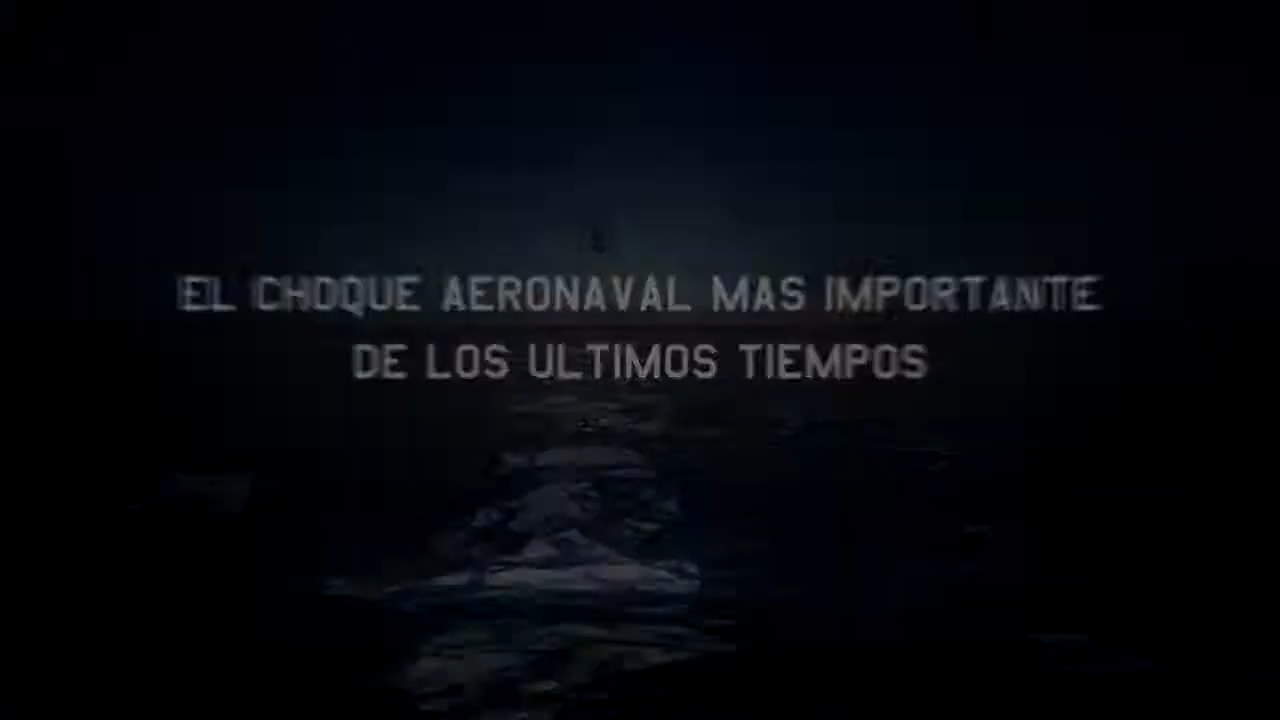 EL CHOQUE AERONAVAL MAS IMPORTANTE
DE LOS ULTIMOS TIEMPOS